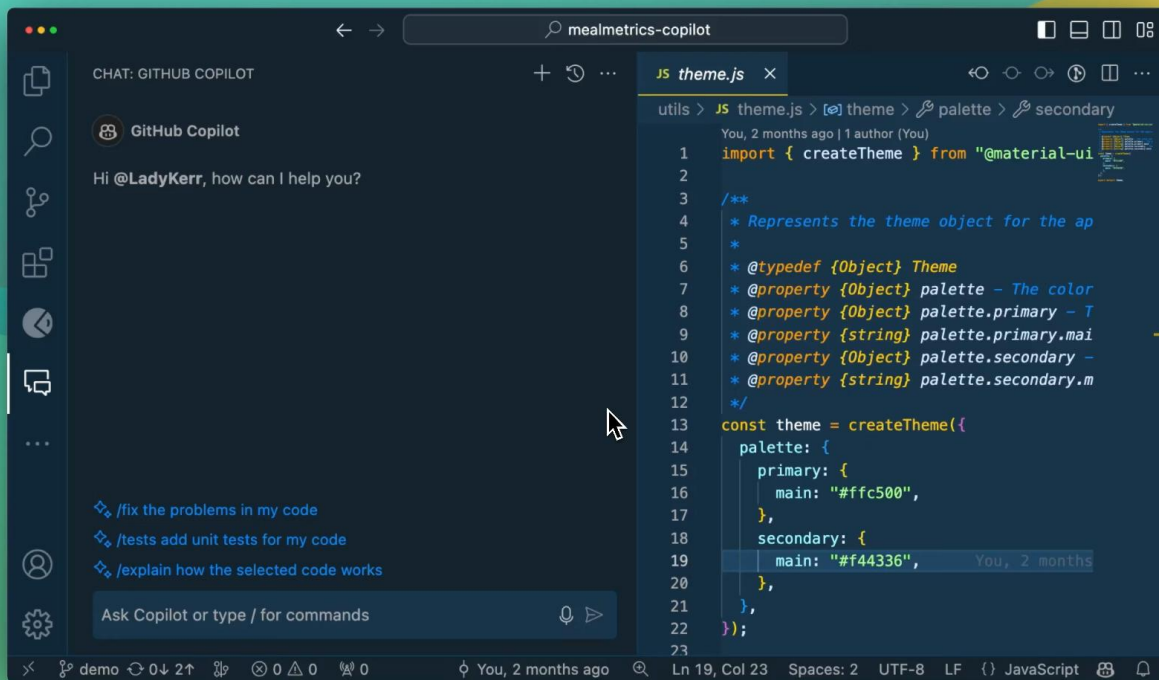 mealmetrics-copilot
CHAT: GITHUB COPILOT
GitHub Copilot
Hi @LadyKerr, how can I help you?
/fix the problems in my code
/tests add unit tests for my code
/explain how the selected code works
Ask Copilot or type / for commands
JS theme.js
utils > JS theme.js > theme > palette > secondary
You, 2 months ago | 1 author (You)
1 import { createTheme } from "@material-ui
2
3 /**
4 * Represents the theme object for the ap
5 *
6 * @typedef {Object} Theme
7 * @property {Object} palette – The color
8 * @property {Object} palette.primary – T
9 * @property {string} palette.primary.mai
10 * @property {Object} palette.secondary –
11 * @property {string} palette.secondary.m
12 */
13 const theme = createTheme({
14 palette: {
15 primary: {
16 main: "#ffc500",
17 },
18 secondary: {
19 main: "#f44336", You, 2 months
20 },
21 },
22 });
23
demo 0↓ 2↑ 0 0 0 You, 2 months ago Ln 19, Col 23 Spaces: 2 UTF-8 LF {} JavaScript